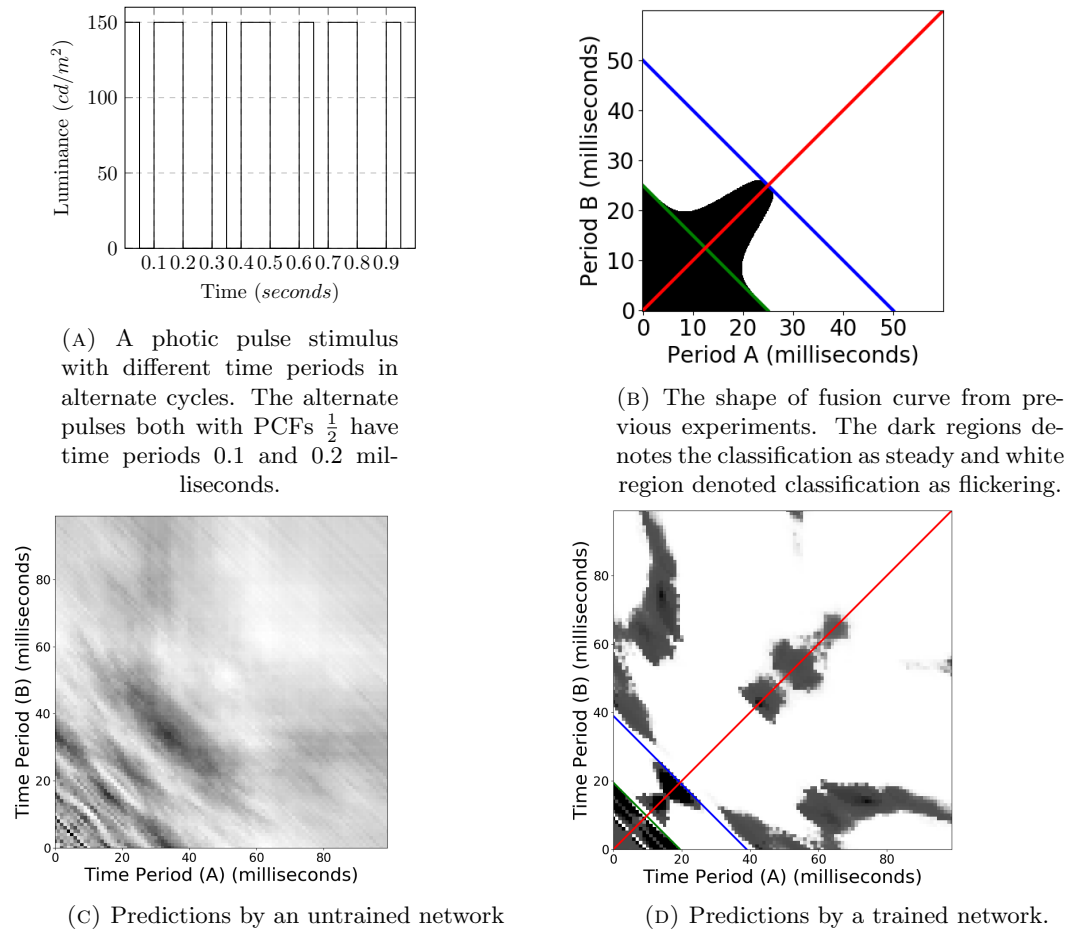 150
100
50
0
Luminance (cd/m²)
0.1 0.2 0.3 0.4 0.5 0.6 0.7 0.8 0.9
Time (seconds)
(A) A photic pulse stimulus
with different time periods in
alternate cycles. The alternate
pulses both with PCFs 1/2 have
time periods 0.1 and 0.2 mil-
liseconds.
50
40
30
20
10
0
Period B (milliseconds)
0 10 20 30 40 50
Period A (milliseconds)
(B) The shape of fusion curve from pre-
vious experiments. The dark regions de-
notes the classification as steady and white
region denoted classification as flickering.
80
60
40
20
0
Time Period (B) (milliseconds)
0 20 40 60 80
Time Period (A) (milliseconds)
(C) Predictions by an untrained network
80
60
40
20
0
Time Period (B) (milliseconds)
0 20 40 60 80
Time Period (A) (milliseconds)
(D) Predictions by a trained network.